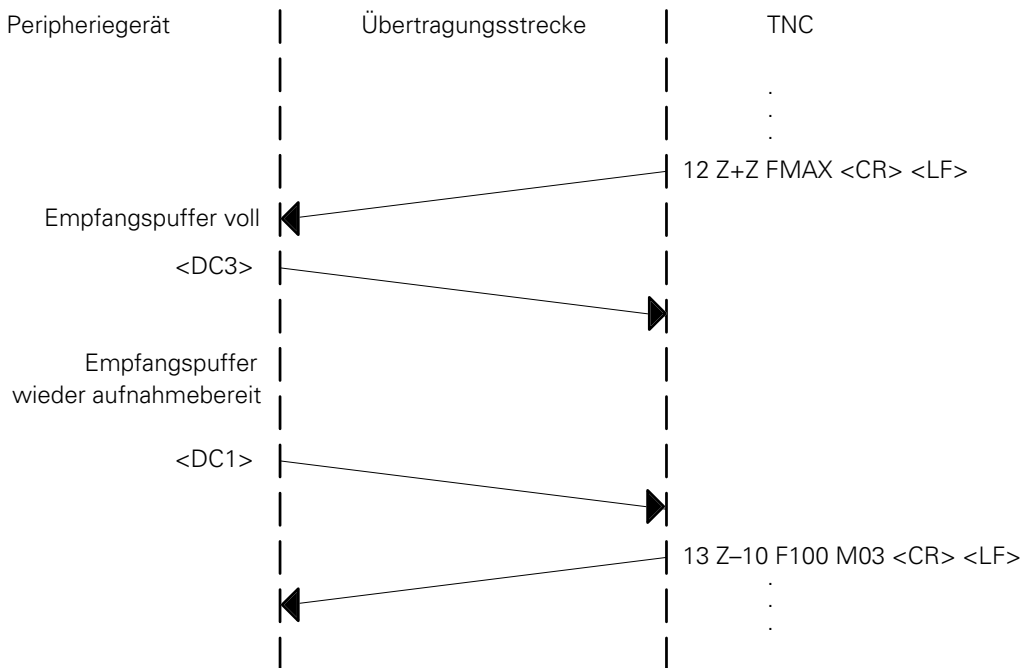 Peripheriegerät
Übertragungsstrecke
TNC
.
.
.
12 Z+Z FMAX <CR> <LF>
Empfangspuffer voll
<DC3>
Empfangspuffer
wieder aufnahmebereit
<DC1>
13 Z–10 F100 M03 <CR> <LF>
.
.
.